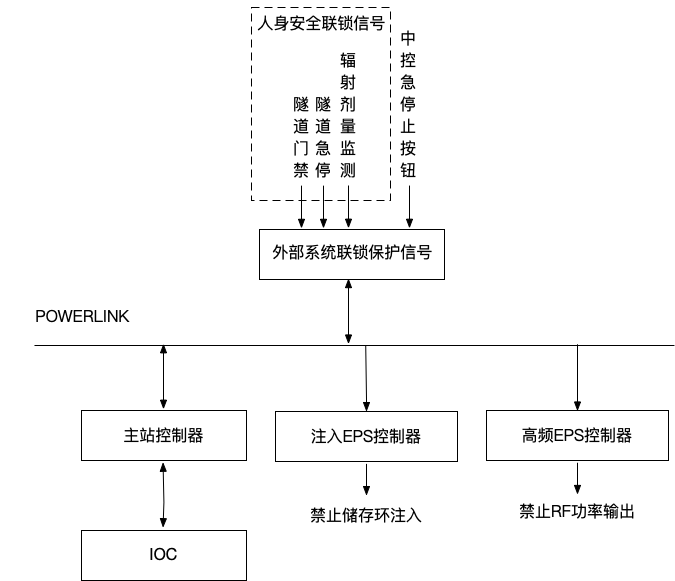 人身安全联锁信号
隧道门禁
隧道急停
辐射剂量监测
中控急停止按钮
外部系统联锁保护信号
POWERLINK
主站控制器
注入EPS控制器
高频EPS控制器
禁止储存环注入
禁止RF功率输出
IOC